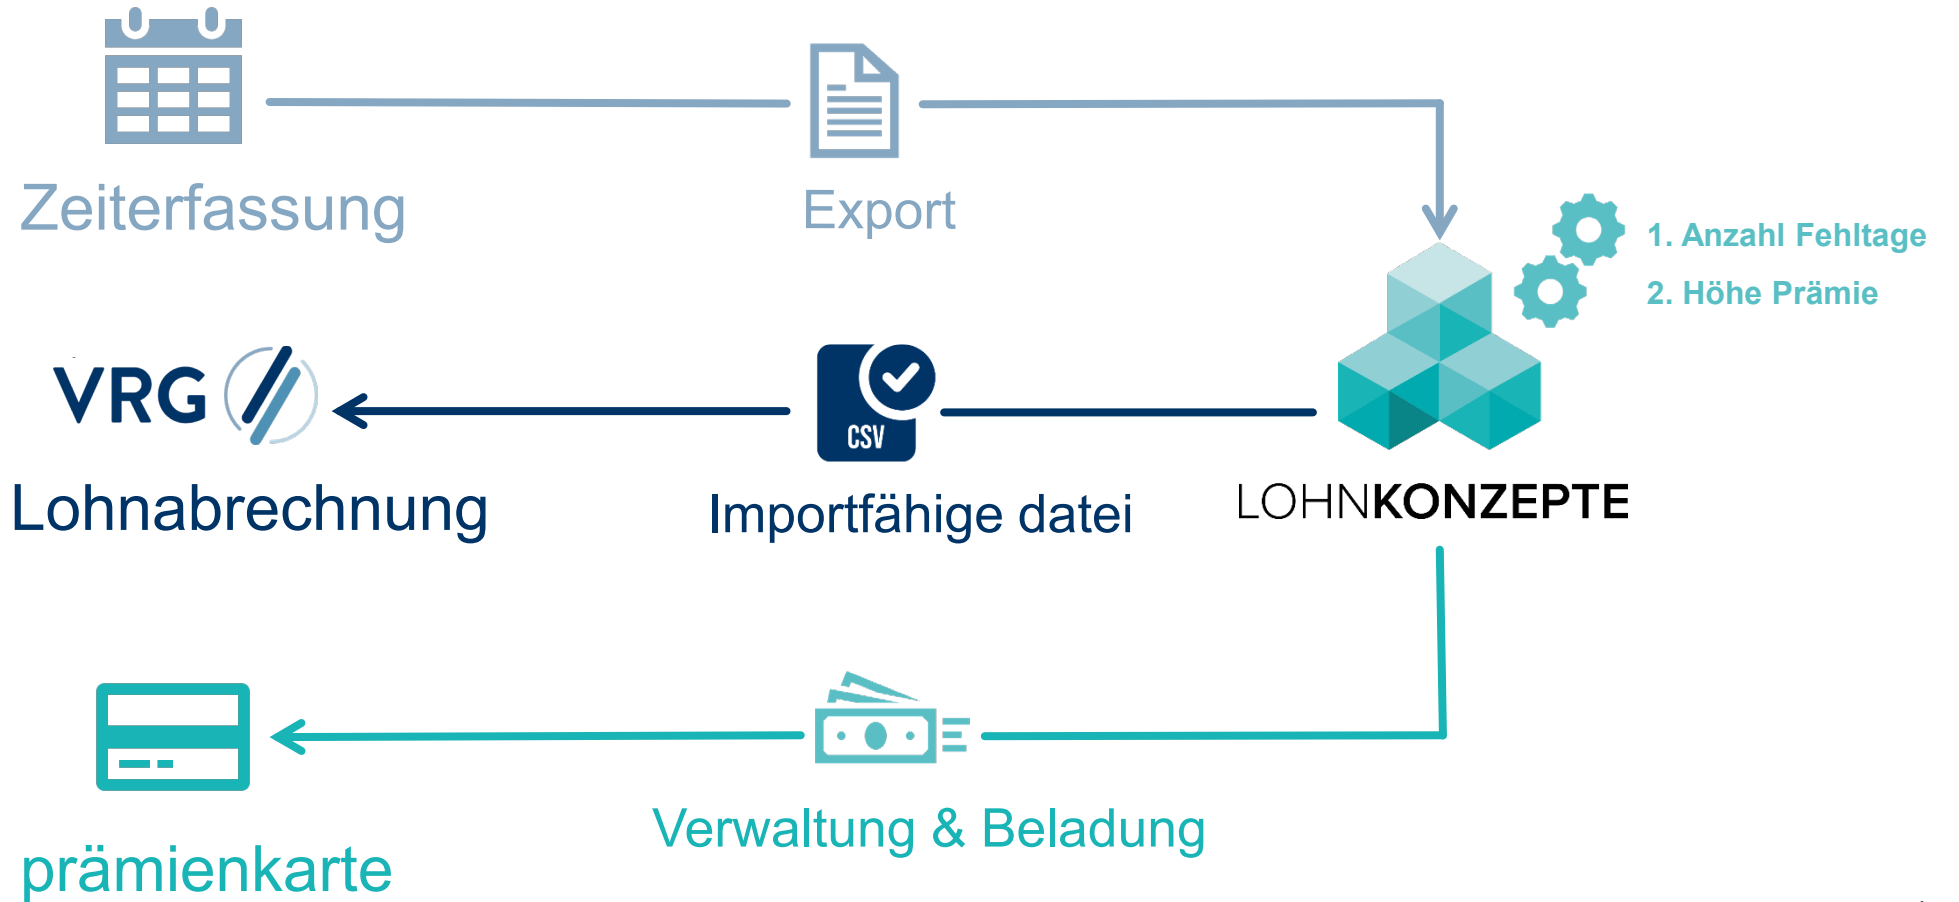 Zeiterfassung
Export
1. Anzahl Fehltage
2. Höhe Prämie
VRG
CSV
Lohnabrechnung
Importfähige datei
LOHNKONZEPTE
Verwaltung & Beladung
prämienkarte